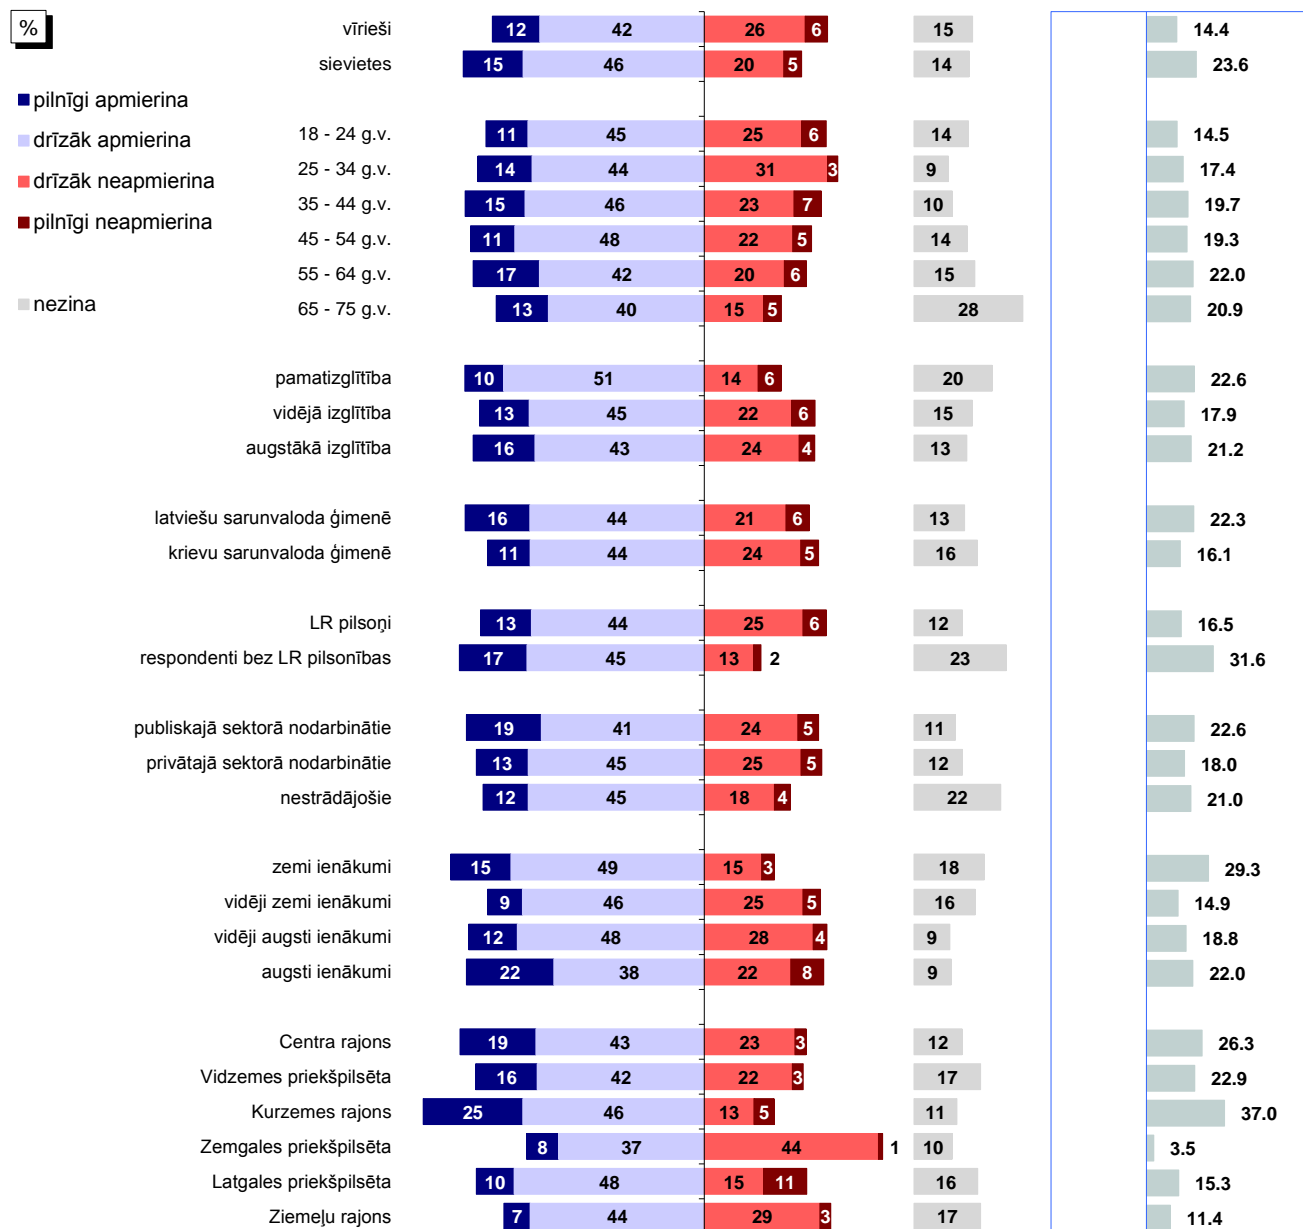 %
pilnīgi apmierina
drīzāk apmierina
drīzāk neapmierina
pilnīgi neapmierina
nezina
vīrieši 12 42 26 6 15 14.4
sievietes 15 46 20 5 14 23.6
18 - 24 g.v. 11 45 25 6 14 14.5
25 - 34 g.v. 14 44 31 3 9 17.4
35 - 44 g.v. 15 46 23 7 10 19.7
45 - 54 g.v. 11 48 22 5 14 19.3
55 - 64 g.v. 17 42 20 6 15 22.0
65 - 75 g.v. 13 40 15 5 28 20.9
pamatizglītība 10 51 14 6 20 22.6
vidējā izglītība 13 45 22 6 15 17.9
augstākā izglītība 16 43 24 4 13 21.2
latviešu sarunvaloda ģimenē 16 44 21 6 13 22.3
krievu sarunvaloda ģimenē 11 44 24 5 16 16.1
LR pilsoņi 13 44 25 6 12 16.5
respondenti bez LR pilsonības 17 45 13 2 23 31.6
publiskajā sektorā nodarbinātie 19 41 24 5 11 22.6
privātajā sektorā nodarbinātie 13 45 25 5 12 18.0
nestrādājošie 12 45 18 4 22 21.0
zemi ienākumi 15 49 15 3 18 29.3
vidēji zemi ienākumi 9 46 25 5 16 14.9
vidēji augsti ienākumi 12 48 28 4 9 18.8
augsti ienākumi 22 38 22 8 9 22.0
Centra rajons 19 43 23 3 12 26.3
Vidzemes priekšpilsēta 16 42 22 3 17 22.9
Kurzemes rajons 25 46 13 5 11 37.0
Zemgales priekšpilsēta 8 37 44 1 10 3.5
Latgales priekšpilsēta 10 48 15 11 16 15.3
Ziemeļu rajons 7 44 29 3 17 11.4